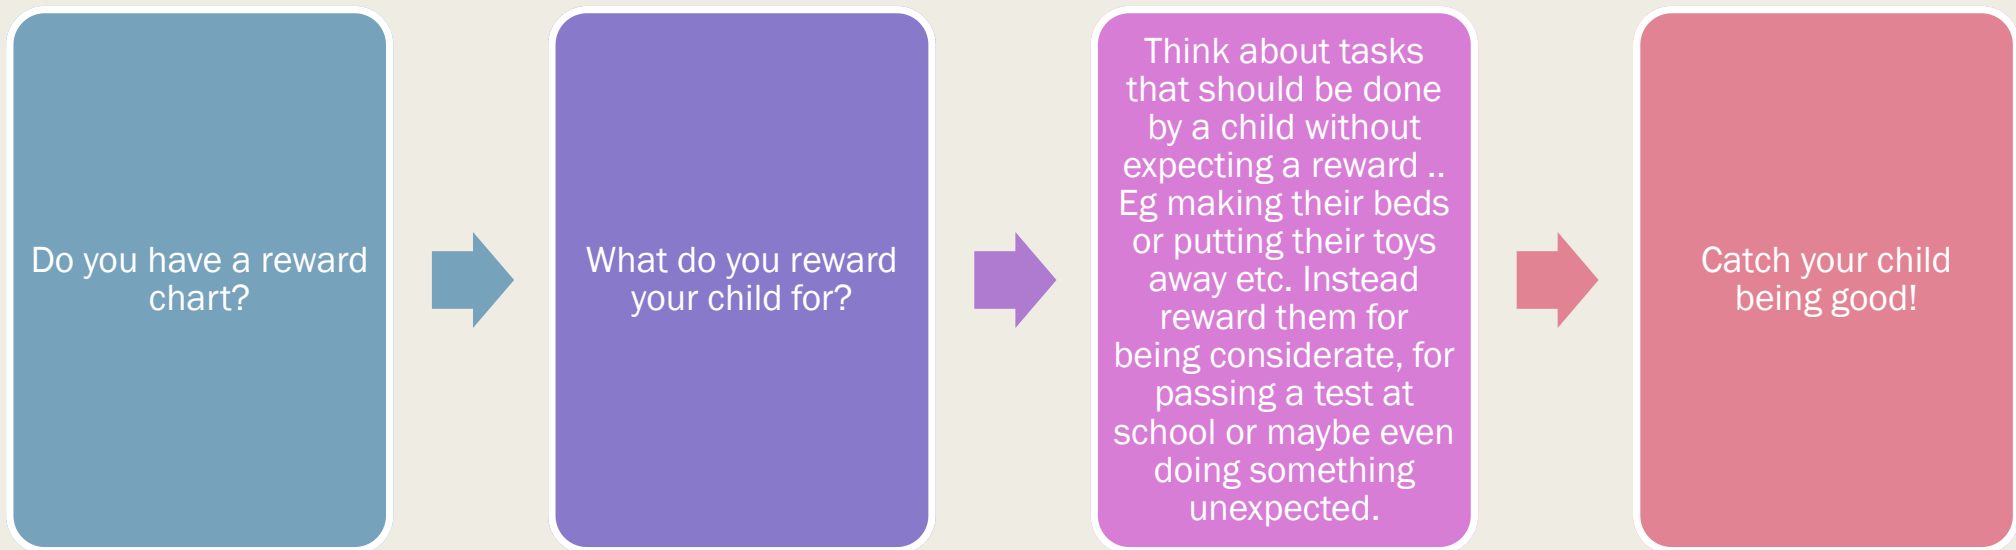 Do you have a reward
chart?
What do you reward
your child for?
Think about tasks
that should be done
by a child without
expecting a reward ..
Eg making their beds
or putting their toys
away etc. Instead
reward them for
being considerate, for
passing a test at
school or maybe even
doing something
unexpected.
Catch your child
being good!